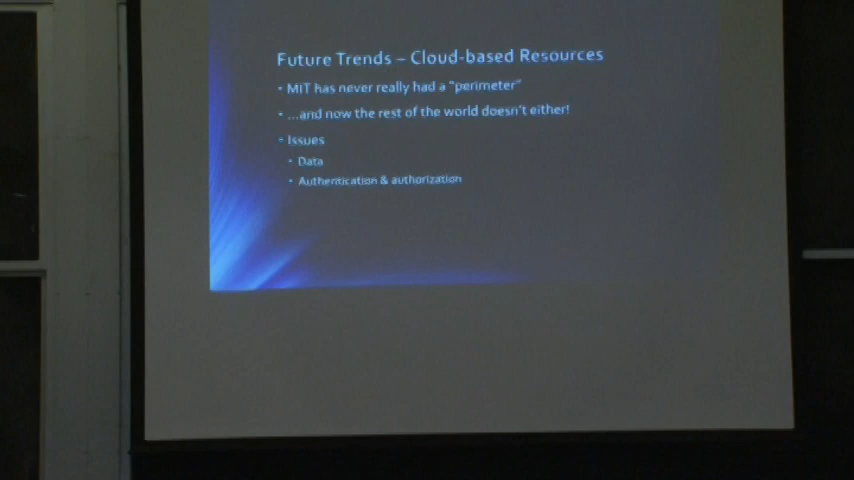 Future Trends – Cloud-based Resources
• MIT has never really had a "perimeter"
• ...and now the rest of the world doesn't either!
• Issues
• Data
• Authentication & authorization